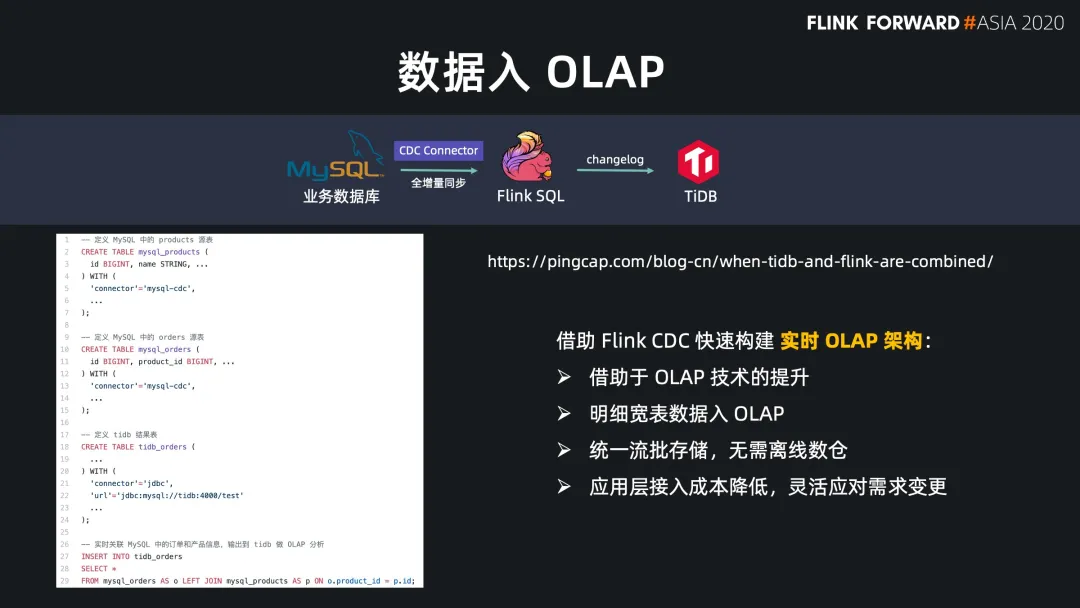 FLINK FORWARD #ASIA 2020
数据入 OLAP
MySQL
业务数据库
CDC Connector
全增量同步
Flink SQL
changelog
TiDB
1 -- 定义 MySQL 中的 products 源表
2 CREATE TABLE mysql_products (
3 id BIGINT, name STRING, ...
4 ) WITH (
5 'connector'='mysql-cdc',
6 ...
7 );
8
9 -- 定义 MySQL 中的 orders 源表
10 CREATE TABLE mysql_orders (
11 id BIGINT, product_id BIGINT, ...
12 ) WITH (
13 'connector'='mysql-cdc',
14 ...
15 );
16
17 -- 定义 tidb 结果表
18 CREATE TABLE tidb_orders (
19 ...
20 ) WITH (
21 'connector'='jdbc',
22 'url'='jdbc:mysql://tidb:4000/test'
23 ...
24 );
25
26 -- 实时关联 MySQL 中的订单和产品信息、输出到 tidb 做 OLAP 分析
27 INSERT INTO tidb_orders
28 SELECT *
29 FROM mysql_orders AS o LEFT JOIN mysql_products AS p ON o.product_id = p.id;
https://pingcap.com/blog-cn/when-tidb-and-flink-are-combined/
借助 Flink CDC 快速构建 实时 OLAP 架构：
➢ 借助于 OLAP 技术的提升
➢ 明细宽表数据入 OLAP
➢ 统一流批存储，无需离线数仓
➢ 应用层接入成本降低，灵活应对需求变更